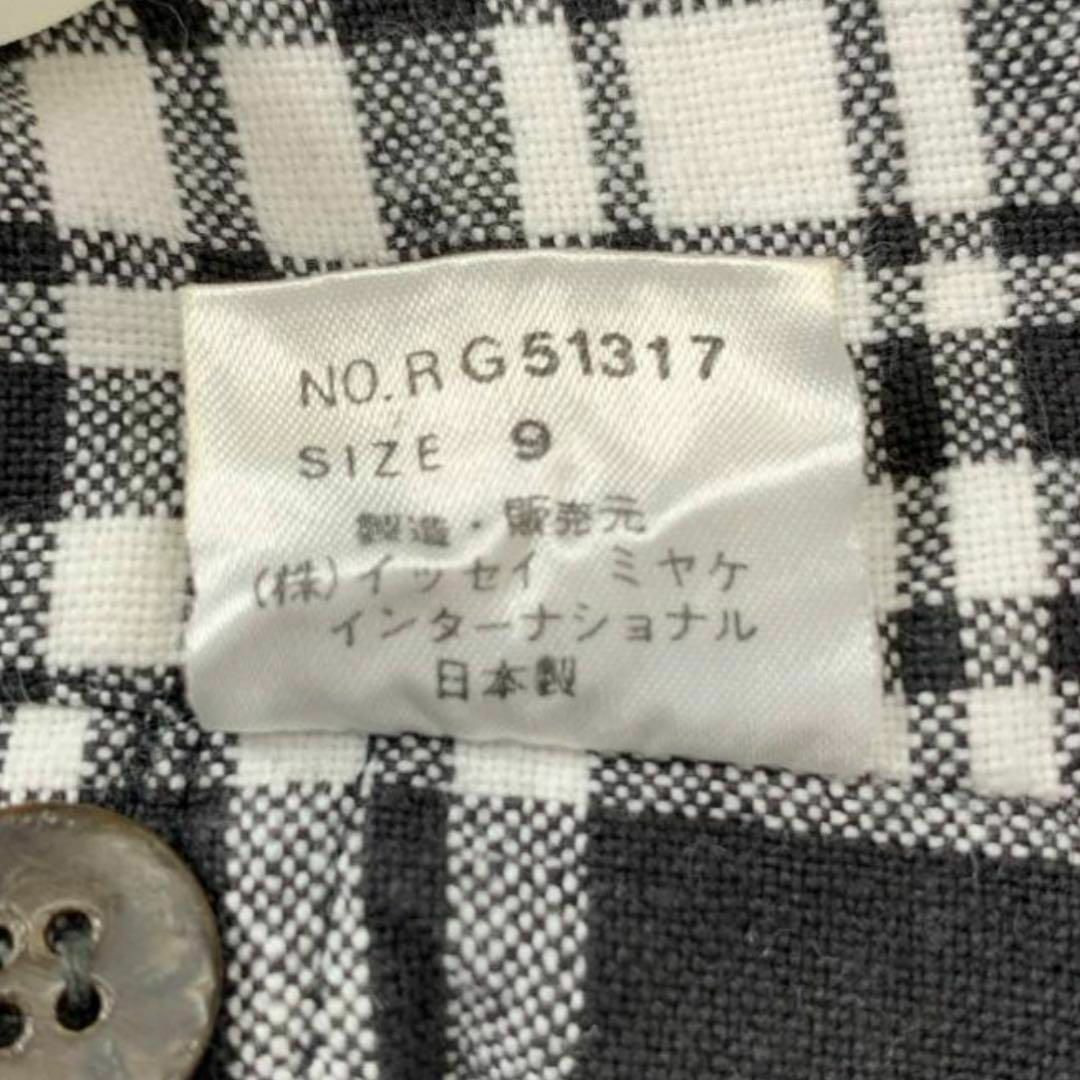 NO.RG51317
SIZE 9
製造・販売元
(株)イッセイ ミヤケ
インターナショナル
日本製